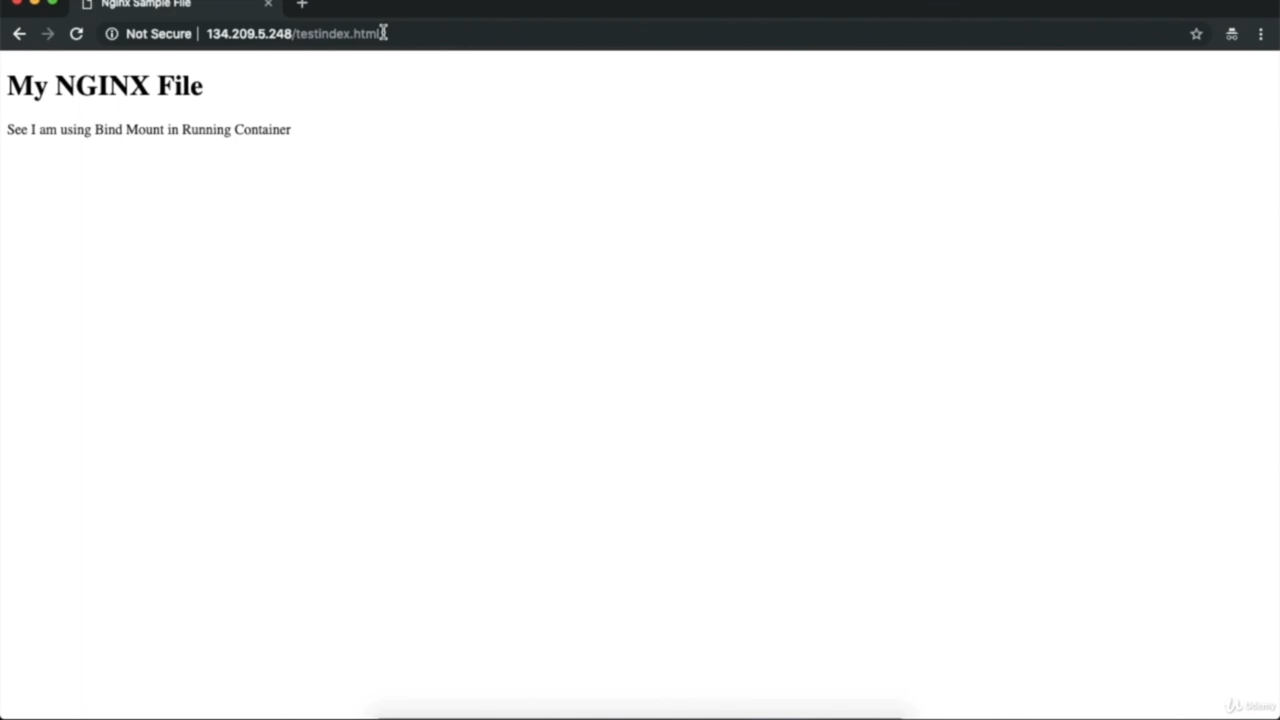 Nginx Sample File
Not Secure | 134.209.5.248/testindex.html
My NGINX File
See I am using Bind Mount in Running Container
Udemy